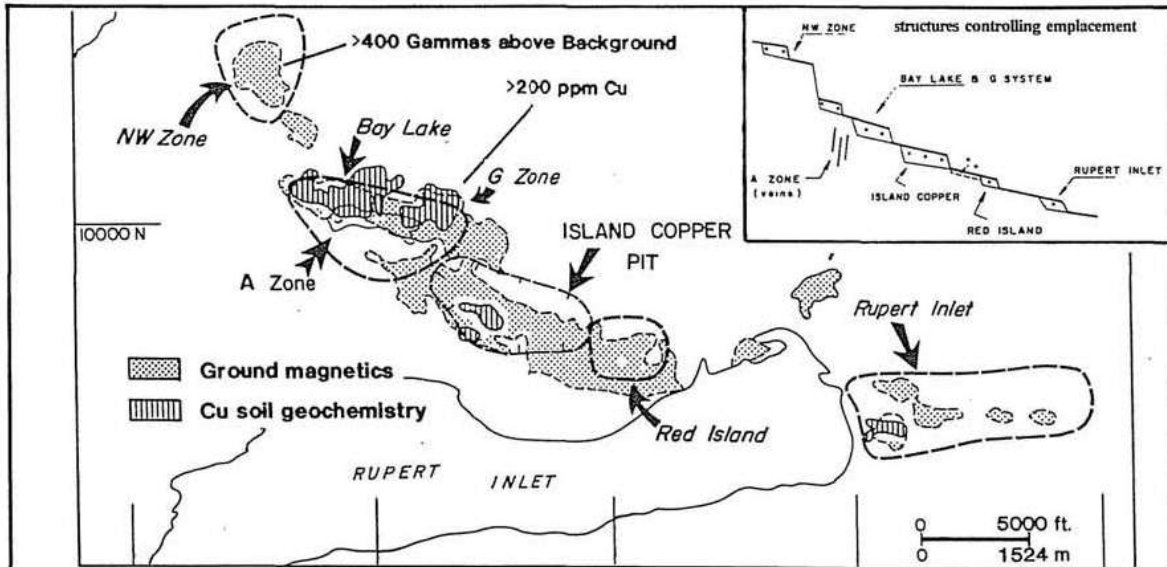 >400 Gammas above Background
>200 ppm Cu
NW Zone
Bay Lake
G Zone
10000 N
A Zone
ISLAND COPPER
PIT
Rupert Inlet
Ground magnetics
Cu soil geochemistry
Red Island
RUPERT INLET
0 5000 ft.
0 1524 m
structures controlling emplacement
NW ZONE
BAY LAKE & G SYSTEM
A ZONE
(veins)
ISLAND COPPER
RED ISLAND
RUPERT INLET